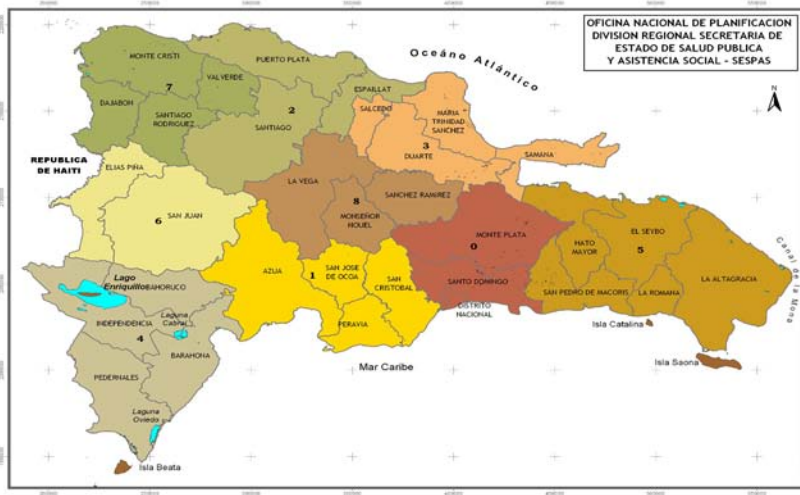 OFICINA NACIONAL DE PLANIFICACION
DIVISION REGIONAL SECRETARIA DE
ESTADO DE SALUD PUBLICA
Y ASISTENCIA SOCIAL - SESPAS
N
Oceáno Atlántico
MONTE CRISTI
PUERTO PLATA
VALVERDE
7
ESPAILLAT
DAJABON
SANTIAGO
RODRIGUEZ
2
SALCEDO
MARIA
TRINIDAD
SANCHEZ
SANTIAGO
3
DUARTE
SAMANA
REPUBLICA
DE HAITI
ELIAS PIÑA
LA VEGA
SANCHEZ RAMIREZ
8
6
SAN JUAN
MONSEÑOR
NOUEL
MONTE PLATA
0
HATO
MAYOR
EL SEYBO
5
Canal de la Mona
AZUA
1
SAN JOSE
DE OCOA
SAN
CRISTOBAL
SANTO DOMINGO
LA ALTAGRACIA
Lago
Enriquillo
BAHORUCO
SAN PEDRO DE MACORIS
LA ROMANA
DISTRITO
NACIONAL
INDEPENDENCIA
Laguna
Cabral
PERAVIA
Isla Catalina
4
BARAHONA
Mar Caribe
Isla Saona
PEDERNALES
Laguna
Oviedo
Isla Beata